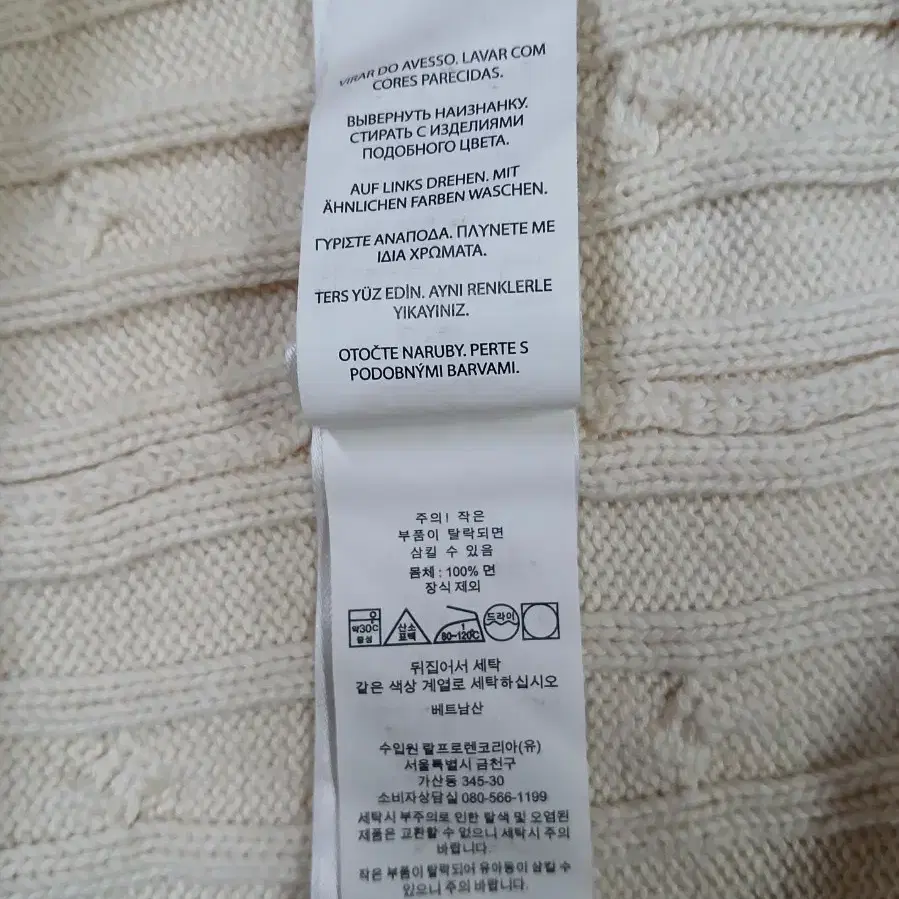 VIRAR DO AVESSO. LAVAR COM
CORES PARECIDAS.
ВЫВЕРНУТЬ НАИЗНАНКУ.
СТИРАТЬ С ИЗДЕЛИЯМИ
ПОДОБНОГО ЦВЕТА.
AUF LINKS DREHEN. MIT
ÄHNLICHEN FARBEN WASCHEN.
ΓΥΡΙΣΤΕ ΑΝΑΠΟΔΑ. ΠΛΥΝΕΤΕ ΜΕ
ΙΔΙΑ ΧΡΩΜΑΤΑ.
TERS YÜZ EDİN. AYNI RENKLERLE
YIKAYINIZ.
OTOČTE NARUBY. PERTE S
PODOBNÝMI BARVAMI.
주의! 작은
부품이 탈락되면
삼킬 수 있음
몸체 : 100% 면
장식 제외
약30℃ 중성
산소 표백
1 80~120℃
드라이
뒤집어서 세탁
같은 색상 계열로 세탁하십시오
베트남산
수입원 랄프로렌코리아(유)
서울특별시 금천구
가산동 345-30
소비자상담실 080-566-1199
세탁시 부주의로 인한 탈색 및 오염된
제품은 교환할 수 없으니 세탁시 주의
바랍니다.
작은 부품이 탈락되어 유아동이 삼킬 수
있으니 주의 바랍니다.